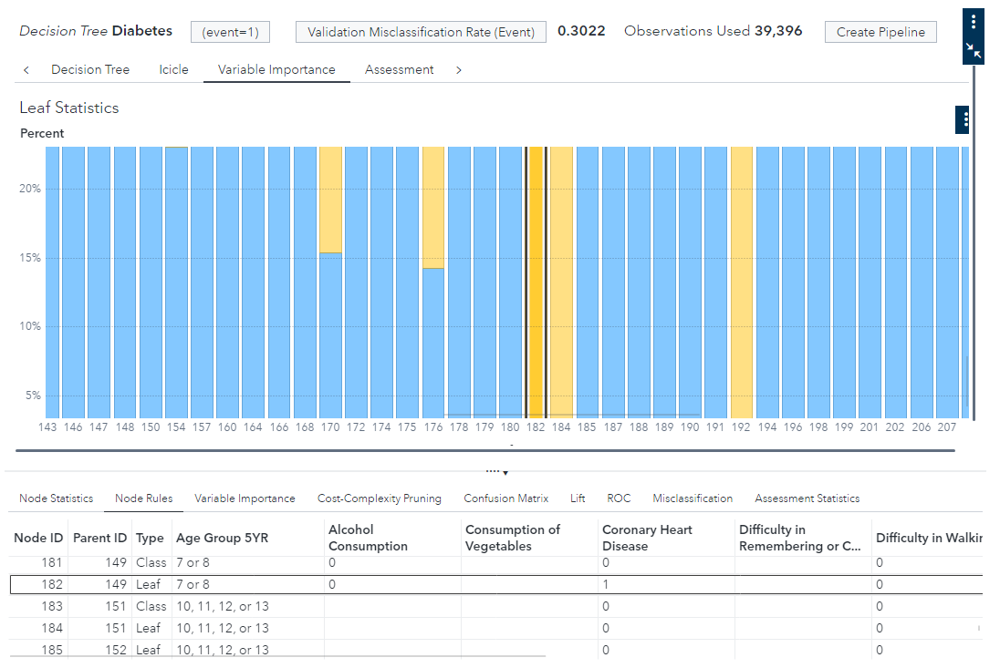 Decision Tree Diabetes (event=1) Validation Misclassification Rate (Event) 0.3022 Observations Used 39,396 Create Pipeline
Decision Tree Icicle Variable Importance Assessment
Leaf Statistics
Percent
20%
15%
10%
5%
143 146 147 148 150 154 157 160 164 166 168 170 172 174 175 176 178 179 180 182 184 185 187 188 189 190 191 192 194 196 198 199 201 202 206 207
Node Statistics Node Rules Variable Importance Cost-Complexity Pruning Confusion Matrix Lift ROC Misclassification Assessment Statistics
Node ID Parent ID Type Age Group 5YR Alcohol Consumption Consumption of Vegetables Coronary Heart Disease Difficulty in Remembering or C... Difficulty in Walkin
181 149 Class 7 or 8 0 0 0
182 149 Leaf 7 or 8 0 1 0
183 151 Class 10, 11, 12, or 13 0 0
184 151 Leaf 10, 11, 12, or 13 0 0
185 152 Leaf 10, 11, 12, or 13 0 0